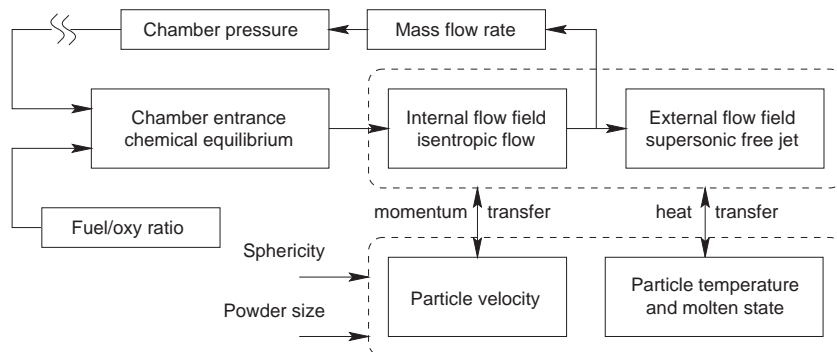 Chamber pressure
Mass flow rate
Chamber entrance
chemical equilibrium
Internal flow field
isentropic flow
External flow field
supersonic free jet
Fuel/oxy ratio
momentum transfer
heat transfer
Sphericity
Powder size
Particle velocity
Particle temperature
and molten state